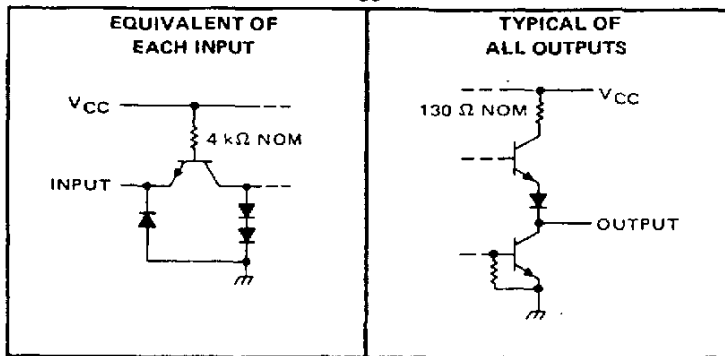 EQUIVALENT OF
EACH INPUT
VCC
4 kΩ NOM
INPUT
TYPICAL OF
ALL OUTPUTS
VCC
130 Ω NOM
OUTPUT